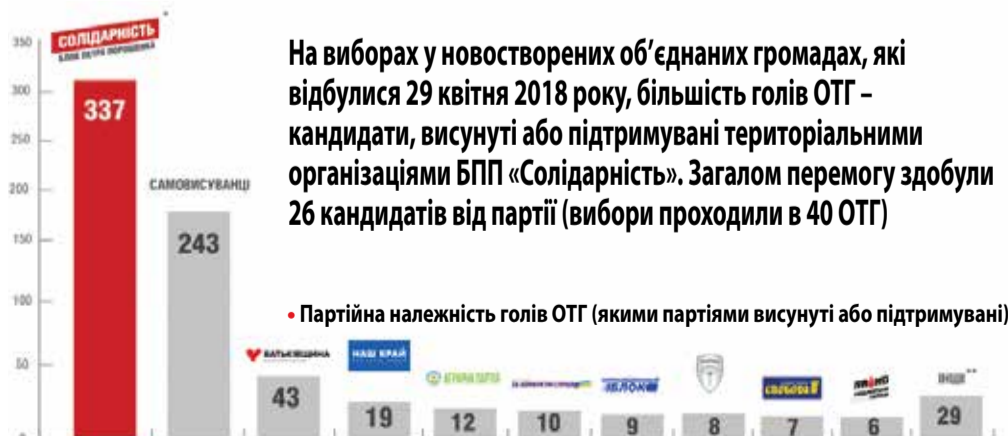 350
СОЛІДАРНІСТЬ
БЛОК ПЕТРА ПОРОШЕНКА
300
337
250
200
САМОВИСУВАНЦІ
243
150
100
50
На виборах у новостворених об’єднаних громадах, які
відбулися 29 квітня 2018 року, більшість голів ОТГ –
кандидати, висунуті або підтримувані територіальними
організаціями БПП «Солідарність». Загалом перемогу здобули
26 кандидатів від партії (вибори проходили в 40 ОТГ)
• Партійна належність голів ОТГ (якими партіями висунуті або підтримувані)
БАТЬКІВЩИНА
43
НАШ КРАЙ
19
АГРАРНА ПАРТІЯ
12
10
9
8
СВОБОДА
7
6
ІНШІ**
29